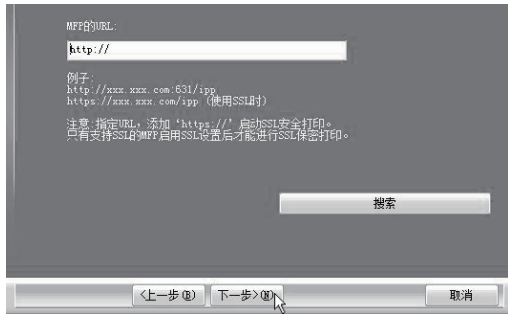 MFP的URL:
http://
例子:
http://xxx.xxx.com:631/ipp
https://xxx.xxx.com/ipp (使用SSL时)
注意:指定URL，添加‘https://’启动SSL安全打印。
只有支持SSL的MFP启用SSL设置后才能进行SSL保密打印。
搜索
<上一步(B) 下一步>(N) 取消